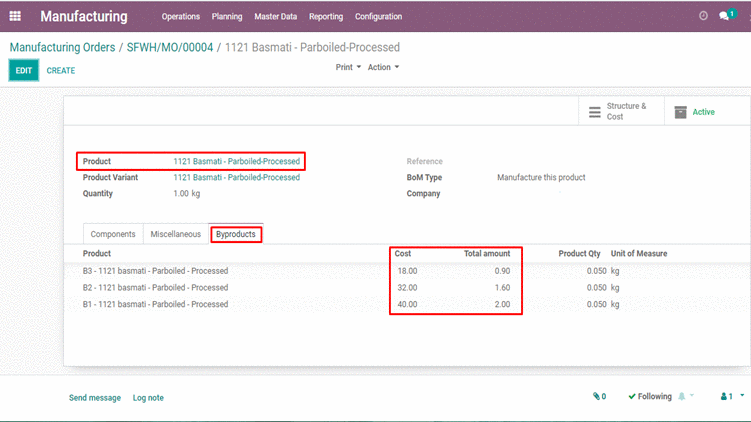 Manufacturing Operations Planning Master Data Reporting Configuration 1
Manufacturing Orders / SFWH/MO/00004 / 1121 Basmati - Parboiled-Processed
EDIT CREATE Print Action
Structure & Cost Active
Product 1121 Basmati - Parboiled-Processed Reference
Product Variant 1121 Basmati - Parboiled-Processed BoM Type Manufacture this product
Quantity 1.00 kg Company
Components Miscellaneous Byproducts
Product Cost Total amount Product Qty Unit of Measure
B3 - 1121 basmati - Parboiled - Processed 18.00 0.90 0.050 kg
B2 - 1121 basmati - Parboiled - Processed 32.00 1.60 0.050 kg
B1 - 1121 basmati - Parboiled - Processed 40.00 2.00 0.050 kg
Send message Log note 0 Following 1